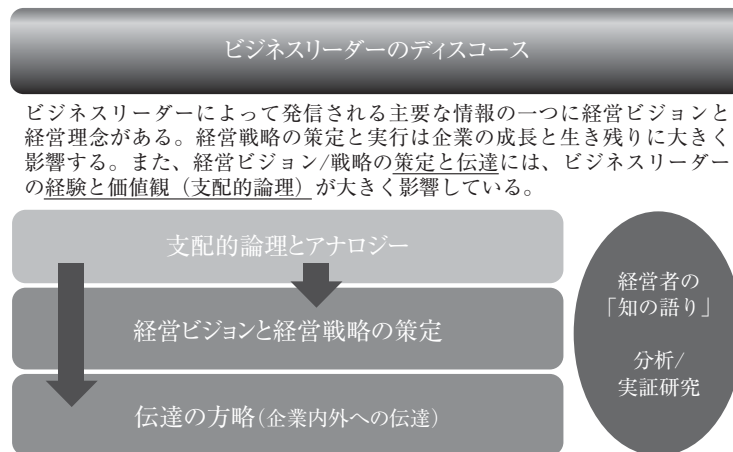 ビジネスリーダーのディスコース
ビジネスリーダーによって発信される主要な情報の一つに経営ビジョンと
経営理念がある。経営戦略の策定と実行は企業の成長と生き残りに大きく
影響する。また、経営ビジョン/戦略の策定と伝達には、ビジネスリーダー
の経験と価値観（支配的論理）が大きく影響している。
支配的論理とアナロジー
経営ビジョンと経営戦略の策定
伝達の方略(企業内外への伝達)
経営者の
「知の語り」
分析/
実証研究